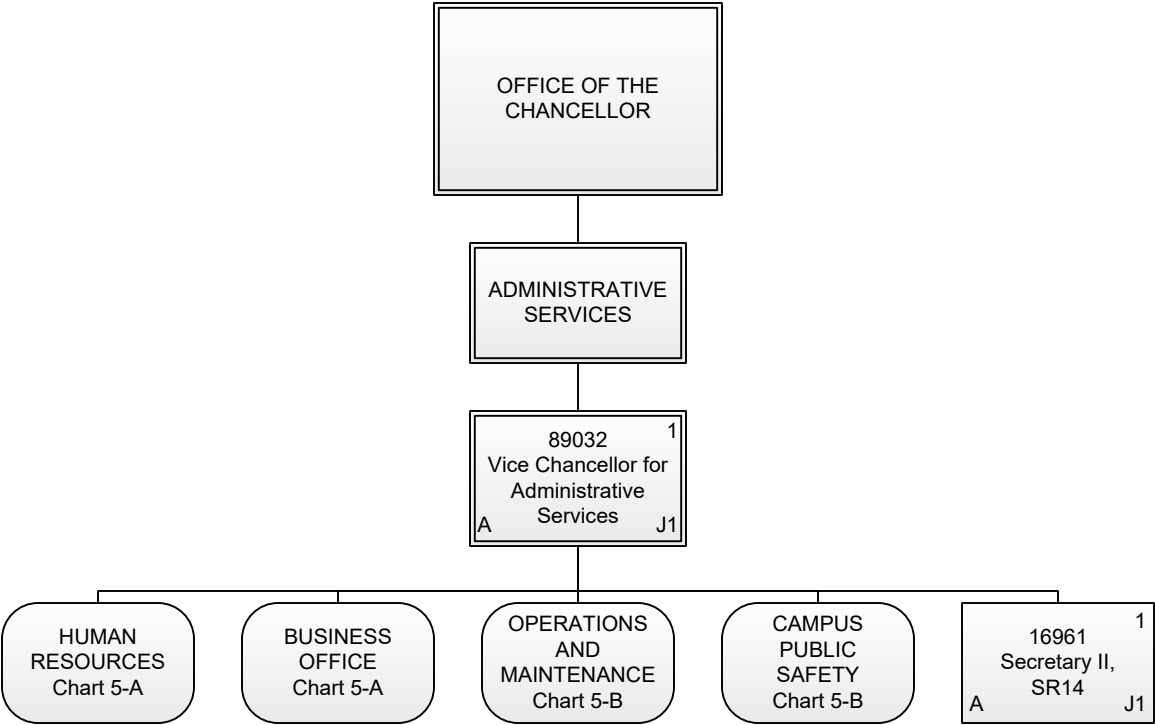 OFFICE OF THE
CHANCELLOR
ADMINISTRATIVE
SERVICES
89032 1
Vice Chancellor for
Administrative
Services
A J1
HUMAN
RESOURCES
Chart 5-A
BUSINESS
OFFICE
Chart 5-A
OPERATIONS
AND
MAINTENANCE
Chart 5-B
CAMPUS
PUBLIC
SAFETY
Chart 5-B
1
16961
Secretary II,
SR14
A J1